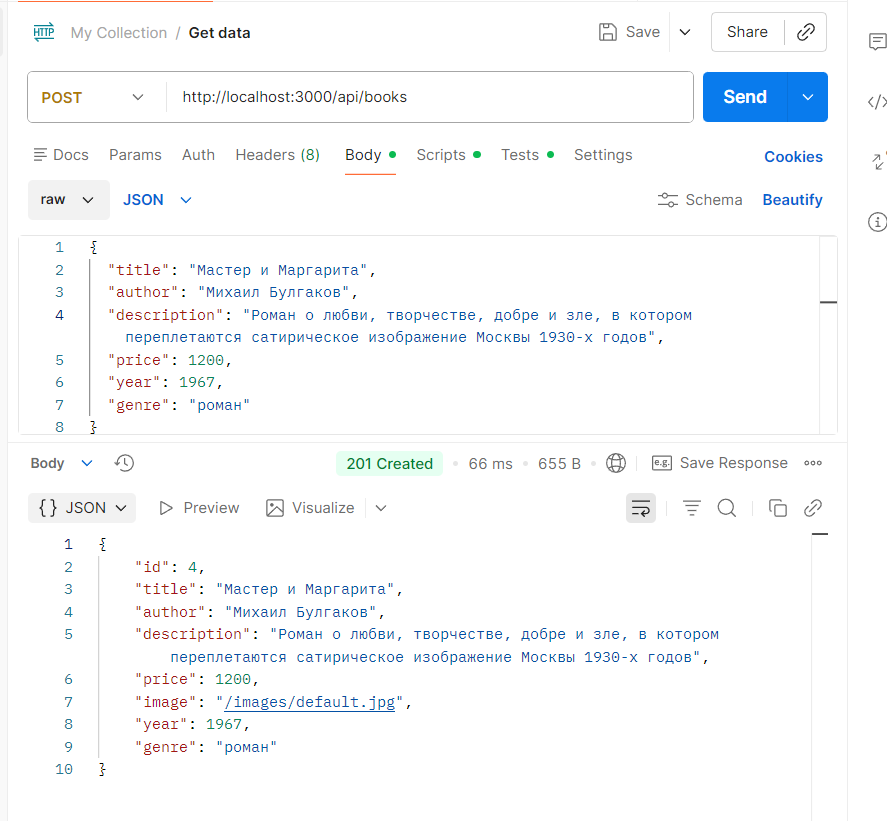 HTTP My Collection / Get data Save Share
POST http://localhost:3000/api/books Send
Docs Params Auth Headers (8) Body Scripts Tests Settings Cookies
raw JSON Schema Beautify
1 {
2 "title": "Мастер и Маргарита",
3 "author": "Михаил Булгаков",
4 "description": "Роман о любви, творчестве, добре и зле, в котором
переплетаются сатирическое изображение Москвы 1930-х годов",
5 "price": 1200,
6 "year": 1967,
7 "genre": "роман"
8 }
Body 201 Created • 66 ms • 655 B • e.g. Save Response
{} JSON Preview Visualize
1 {
2 "id": 4,
3 "title": "Мастер и Маргарита",
4 "author": "Михаил Булгаков",
5 "description": "Роман о любви, творчестве, добре и зле, в котором
переплетаются сатирическое изображение Москвы 1930-х годов",
6 "price": 1200,
7 "image": "/images/default.jpg",
8 "year": 1967,
9 "genre": "роман"
10 }